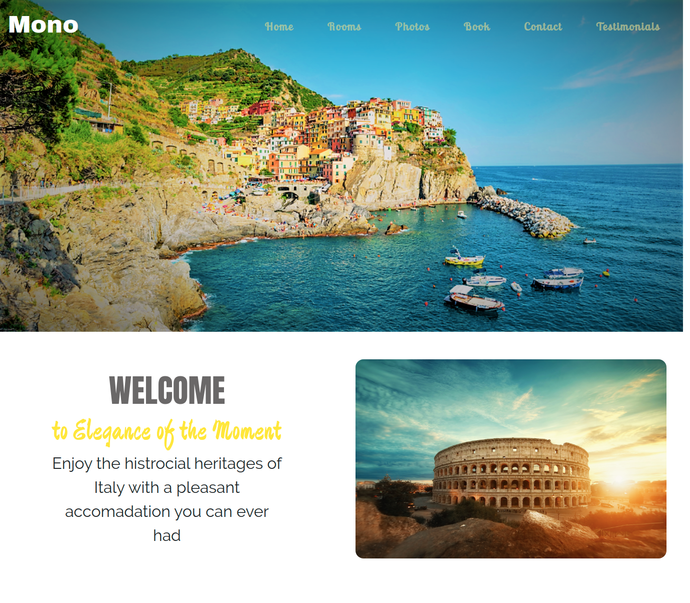 Mono
Home Rooms Photos Book Contact Testimonials
WELCOME
to Elegance of the Moment
Enjoy the histrocial heritages of
Italy with a pleasant
accomadation you can ever
had